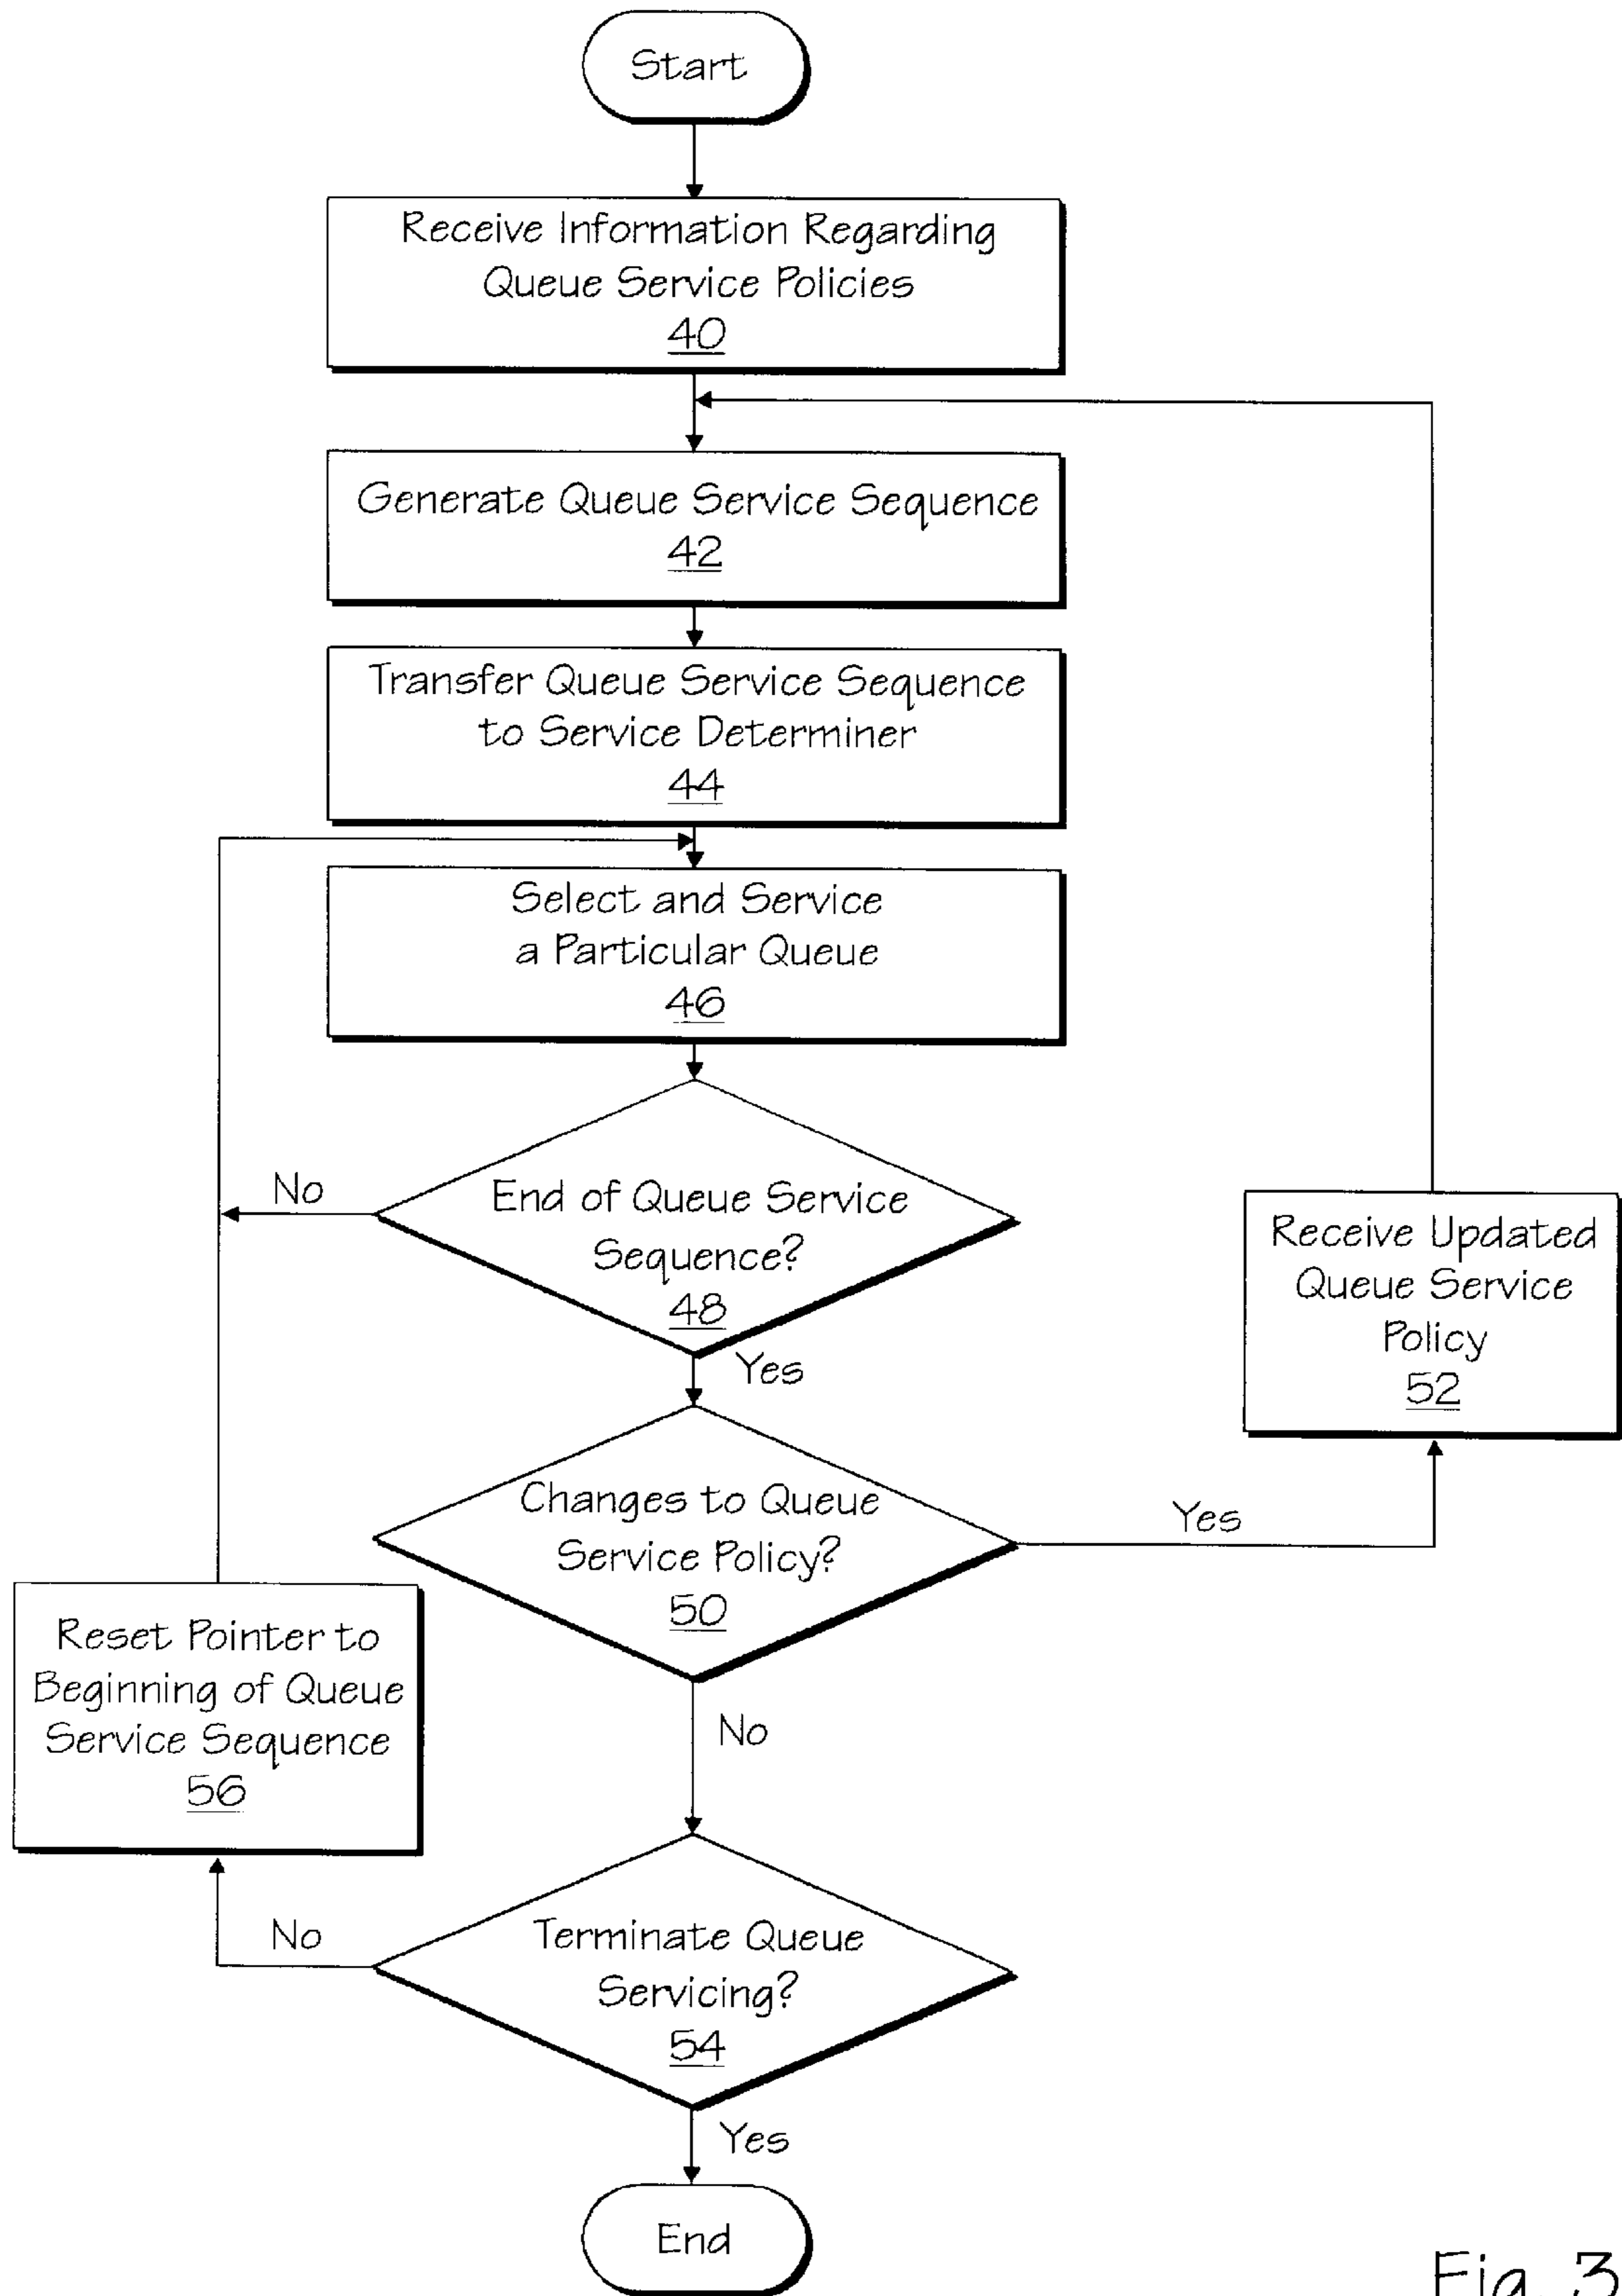 Start
Receive Information Regarding
Queue Service Policies
40
Generate Queue Service Sequence
42
Transfer Queue Service Sequence
to Service Determiner
44
Select and Service
a Particular Queue
46
No
End of Queue Service
Sequence?
48
Yes
Receive Updated
Queue Service
Policy
52
Changes to Queue
Service Policy?
50
Yes
No
Reset Pointer to
Beginning of Queue
Service Sequence
56
No
Terminate Queue
Servicing?
54
Yes
End
Fig. 3